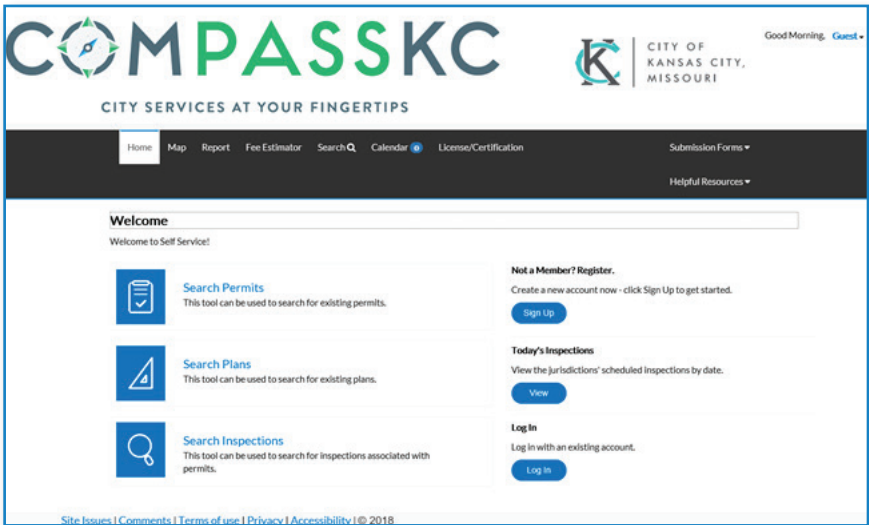 COMPASSKC
CITY SERVICES AT YOUR FINGERTIPS
KC
CITY OF
KANSAS CITY,
MISSOURI
Good Morning, Guest
Home Map Report Fee Estimator Search Calendar 0 License/Certification Submission Forms
Helpful Resources
Welcome
Welcome to Self Service!
Search Permits
This tool can be used to search for existing permits.
Search Plans
This tool can be used to search for existing plans.
Search Inspections
This tool can be used to search for inspections associated with
permits.
Not a Member? Register.
Create a new account now - click Sign Up to get started.
Sign Up
Today's Inspections
View the jurisdictions' scheduled inspections by date.
View
Log In
Log in with an existing account.
Log In
Site Issues | Comments | Terms of use | Privacy | Accessibility | © 2018